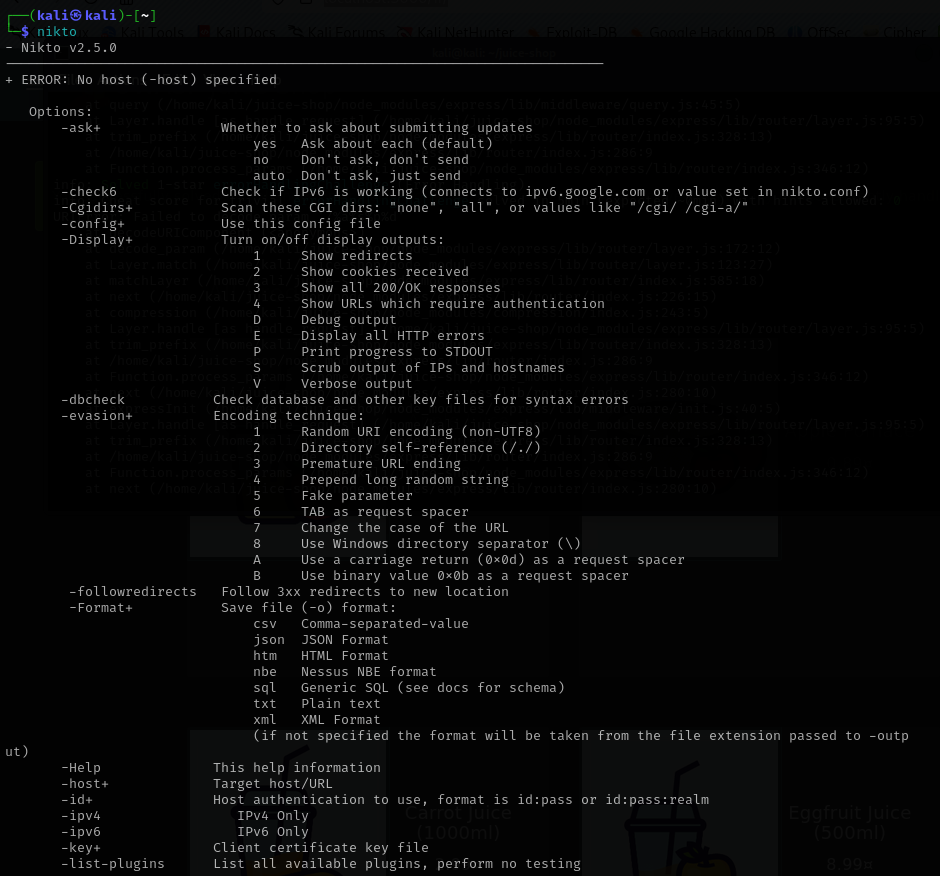 ┌──(kali㉿kali)-[~]
└─$ nikto
- Nikto v2.5.0
---------------------------------------------------------------------------
+ ERROR: No host (-host) specified
Options:
-ask+ Whether to ask about submitting updates
yes Ask about each (default)
no Don't ask, don't send
auto Don't ask, just send
-check6 Check if IPv6 is working (connects to ipv6.google.com or value set in nikto.conf)
-Cgidirs+ Scan these CGI dirs: "none", "all", or values like "/cgi/ /cgi-a/"
-config+ Use this config file
-Display+ Turn on/off display outputs:
1 Show redirects
2 Show cookies received
3 Show all 200/OK responses
4 Show URLs which require authentication
D Debug output
E Display all HTTP errors
P Print progress to STDOUT
S Scrub output of IPs and hostnames
V Verbose output
-dbcheck Check database and other key files for syntax errors
-evasion+ Encoding technique:
1 Random URI encoding (non-UTF8)
2 Directory self-reference (/./)
3 Premature URL ending
4 Prepend long random string
5 Fake parameter
6 TAB as request spacer
7 Change the case of the URL
8 Use Windows directory separator (\)
A Use a carriage return (0x0d) as a request spacer
B Use binary value 0x0b as a request spacer
-followredirects Follow 3xx redirects to new location
-Format+ Save file (-o) format:
csv Comma-separated-value
json JSON Format
htm HTML Format
nbe Nessus NBE format
sql Generic SQL (see docs for schema)
txt Plain text
xml XML Format
(if not specified the format will be taken from the file extension passed to -outp
ut)
-Help This help information
-host+ Target host/URL
-id+ Host authentication to use, format is id:pass or id:pass:realm
-ipv4 IPv4 Only
-ipv6 IPv6 Only
-key+ Client certificate key file
-list-plugins List all available plugins, perform no testing
Carrot Juice
(1000ml)
Eggfruit Juice
(500ml)
8.99¤